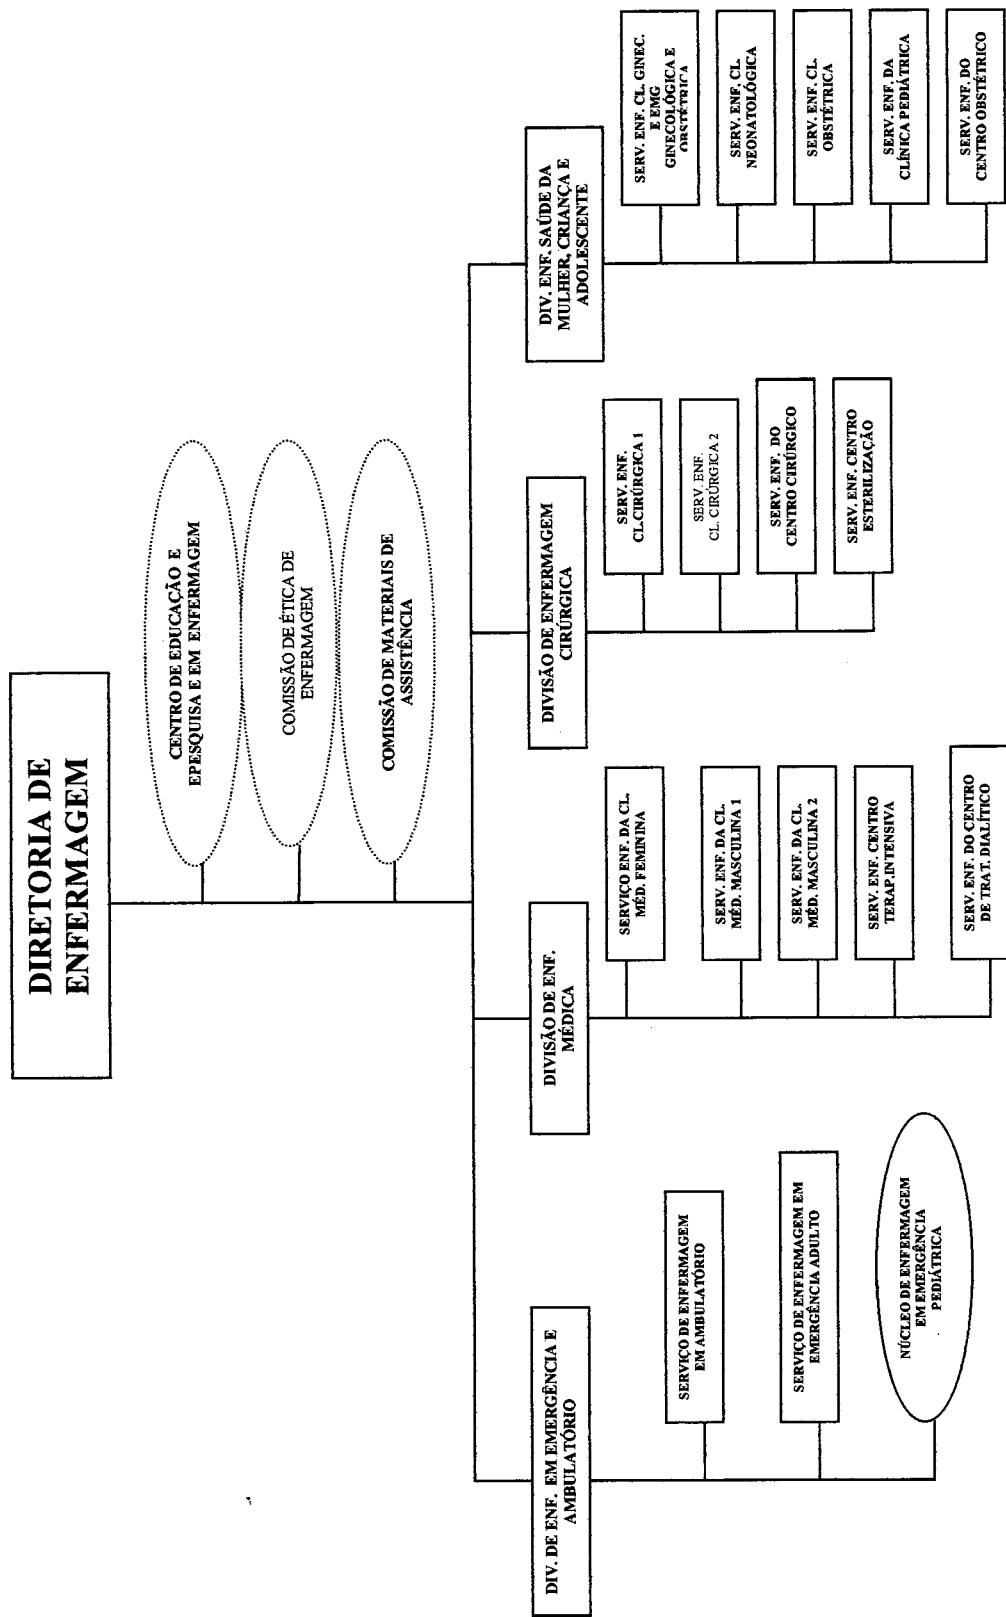 DIRETORIA DE
ENFERMAGEM
CENTRO DE EDUCAÇÃO E
EPESQUISA E EM ENFERMAGEM
COMISSÃO DE ÉTICA DE
ENFERMAGEM
COMISSÃO DE MATERIAIS DE
ASSISTÊNCIA
DIV. DE ENF. EM EMERGÊNCIA E
AMBULATÓRIO
SERVIÇO DE ENFERMAGEM
EM AMBULATÓRIO
SERVIÇO DE ENFERMAGEM EM
EMERGÊNCIA ADULTO
NÚCLEO DE ENFERMAGEM
EM EMERGÊNCIA
PEDIÁTRICA
DIVISÃO DE ENF.
MÉDICA
SERVIÇO ENF. DA CL.
MÉD. FEMININA
SERV. ENF. DA CL.
MÉD. MASCULINA 1
SERV. ENF. DA CL.
MÉD. MASCULINA 2
SERV. ENF. CENTRO
TERAP.INTENSIVA
SERV. ENF. DO CENTRO
DE TRAT. DIALÍTICO
DIVISÃO DE ENFERMAGEM
CIRÚRGICA
SERV. ENF.
CL.CIRÚRGICA 1
SERV. ENF.
CL. CIRÚRGICA 2
SERV. ENF. DO
CENTRO CIRÚRGICO
SERV. ENF. CENTRO
ESTERILIZAÇÃO
DIV. ENF. SAÚDE DA
MULHER, CRIANÇA E
ADOLESCENTE
SERV. ENF. CL. GINEC.
E EMG
GINECOLÓGICA E
OBSTÉTRICA
SERV. ENF. CL.
NEONATOLÓGICA
SERV. ENF. CL.
OBSTÉTRICA
SERV. ENF. DA
CLÍNICA PEDIÁTRICA
SERV. ENF. DO
CENTRO OBSTÉTRICO